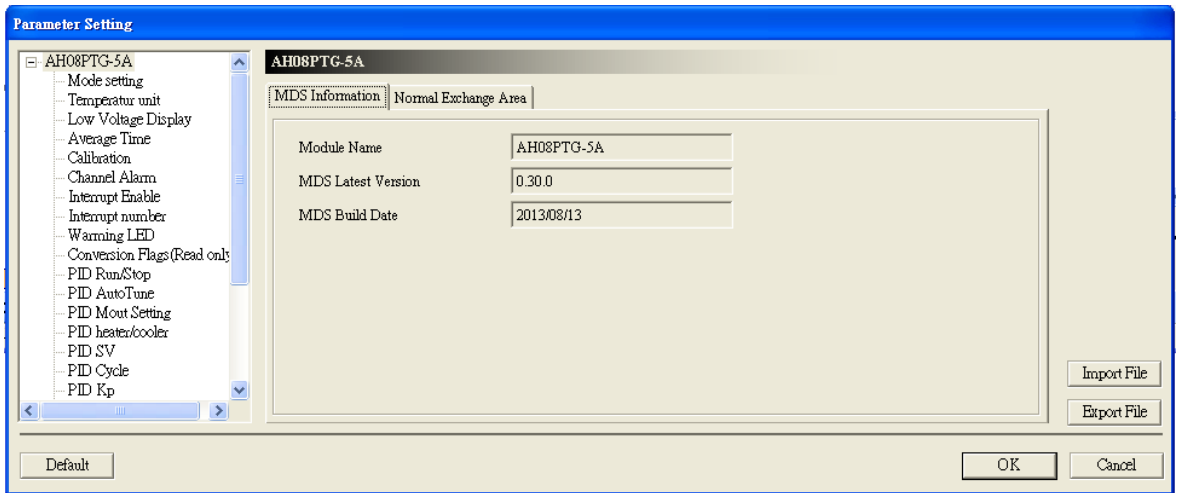 Parameter Setting
AH08PTG-5A
Mode setting
Temperatur unit
Low Voltage Display
Average Time
Calibration
Channel Alarm
Interrupt Enable
Interrupt number
Warming LED
Conversion Flags(Read only
PID Run/Stop
PID AutoTune
PID Mout Setting
PID heater/cooler
PID SV
PID Cycle
PID Kp
AH08PTG-5A
MDS Information Normal Exchange Area
Module Name AH08PTG-5A
MDS Latest Version 0.30.0
MDS Build Date 2013/08/13
Import File
Export File
Default OK Cancel